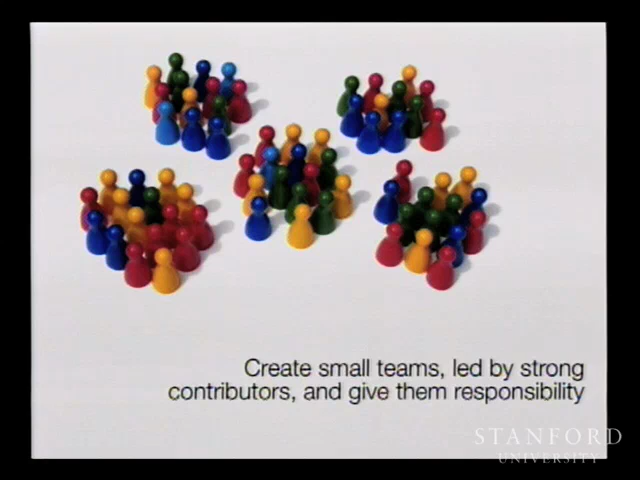 Create small teams, led by strong
contributors, and give them responsibility
STANFORD
UNIVERSITY